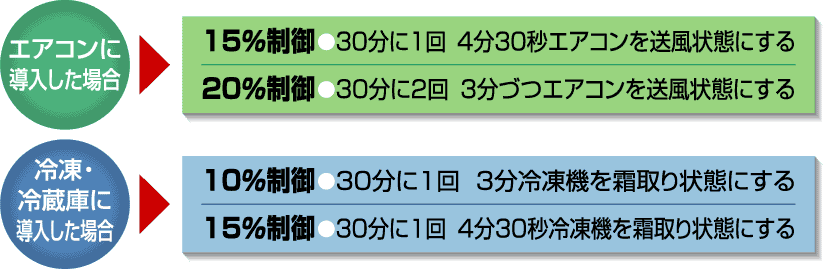 エアコンに
導入した場合
15%制御●30分に1回 4分30秒エアコンを送風状態にする
20%制御●30分に2回 3分づつエアコンを送風状態にする
冷凍・
冷蔵庫に
導入した場合
10%制御●30分に1回 3分冷凍機を霜取り状態にする
15%制御●30分に1回 4分30秒冷凍機を霜取り状態にする